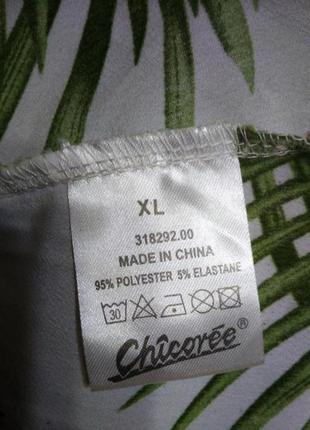 XL
318292.00
MADE IN CHINA
95% POLYESTER 5% ELASTANE
30
Chicorée®